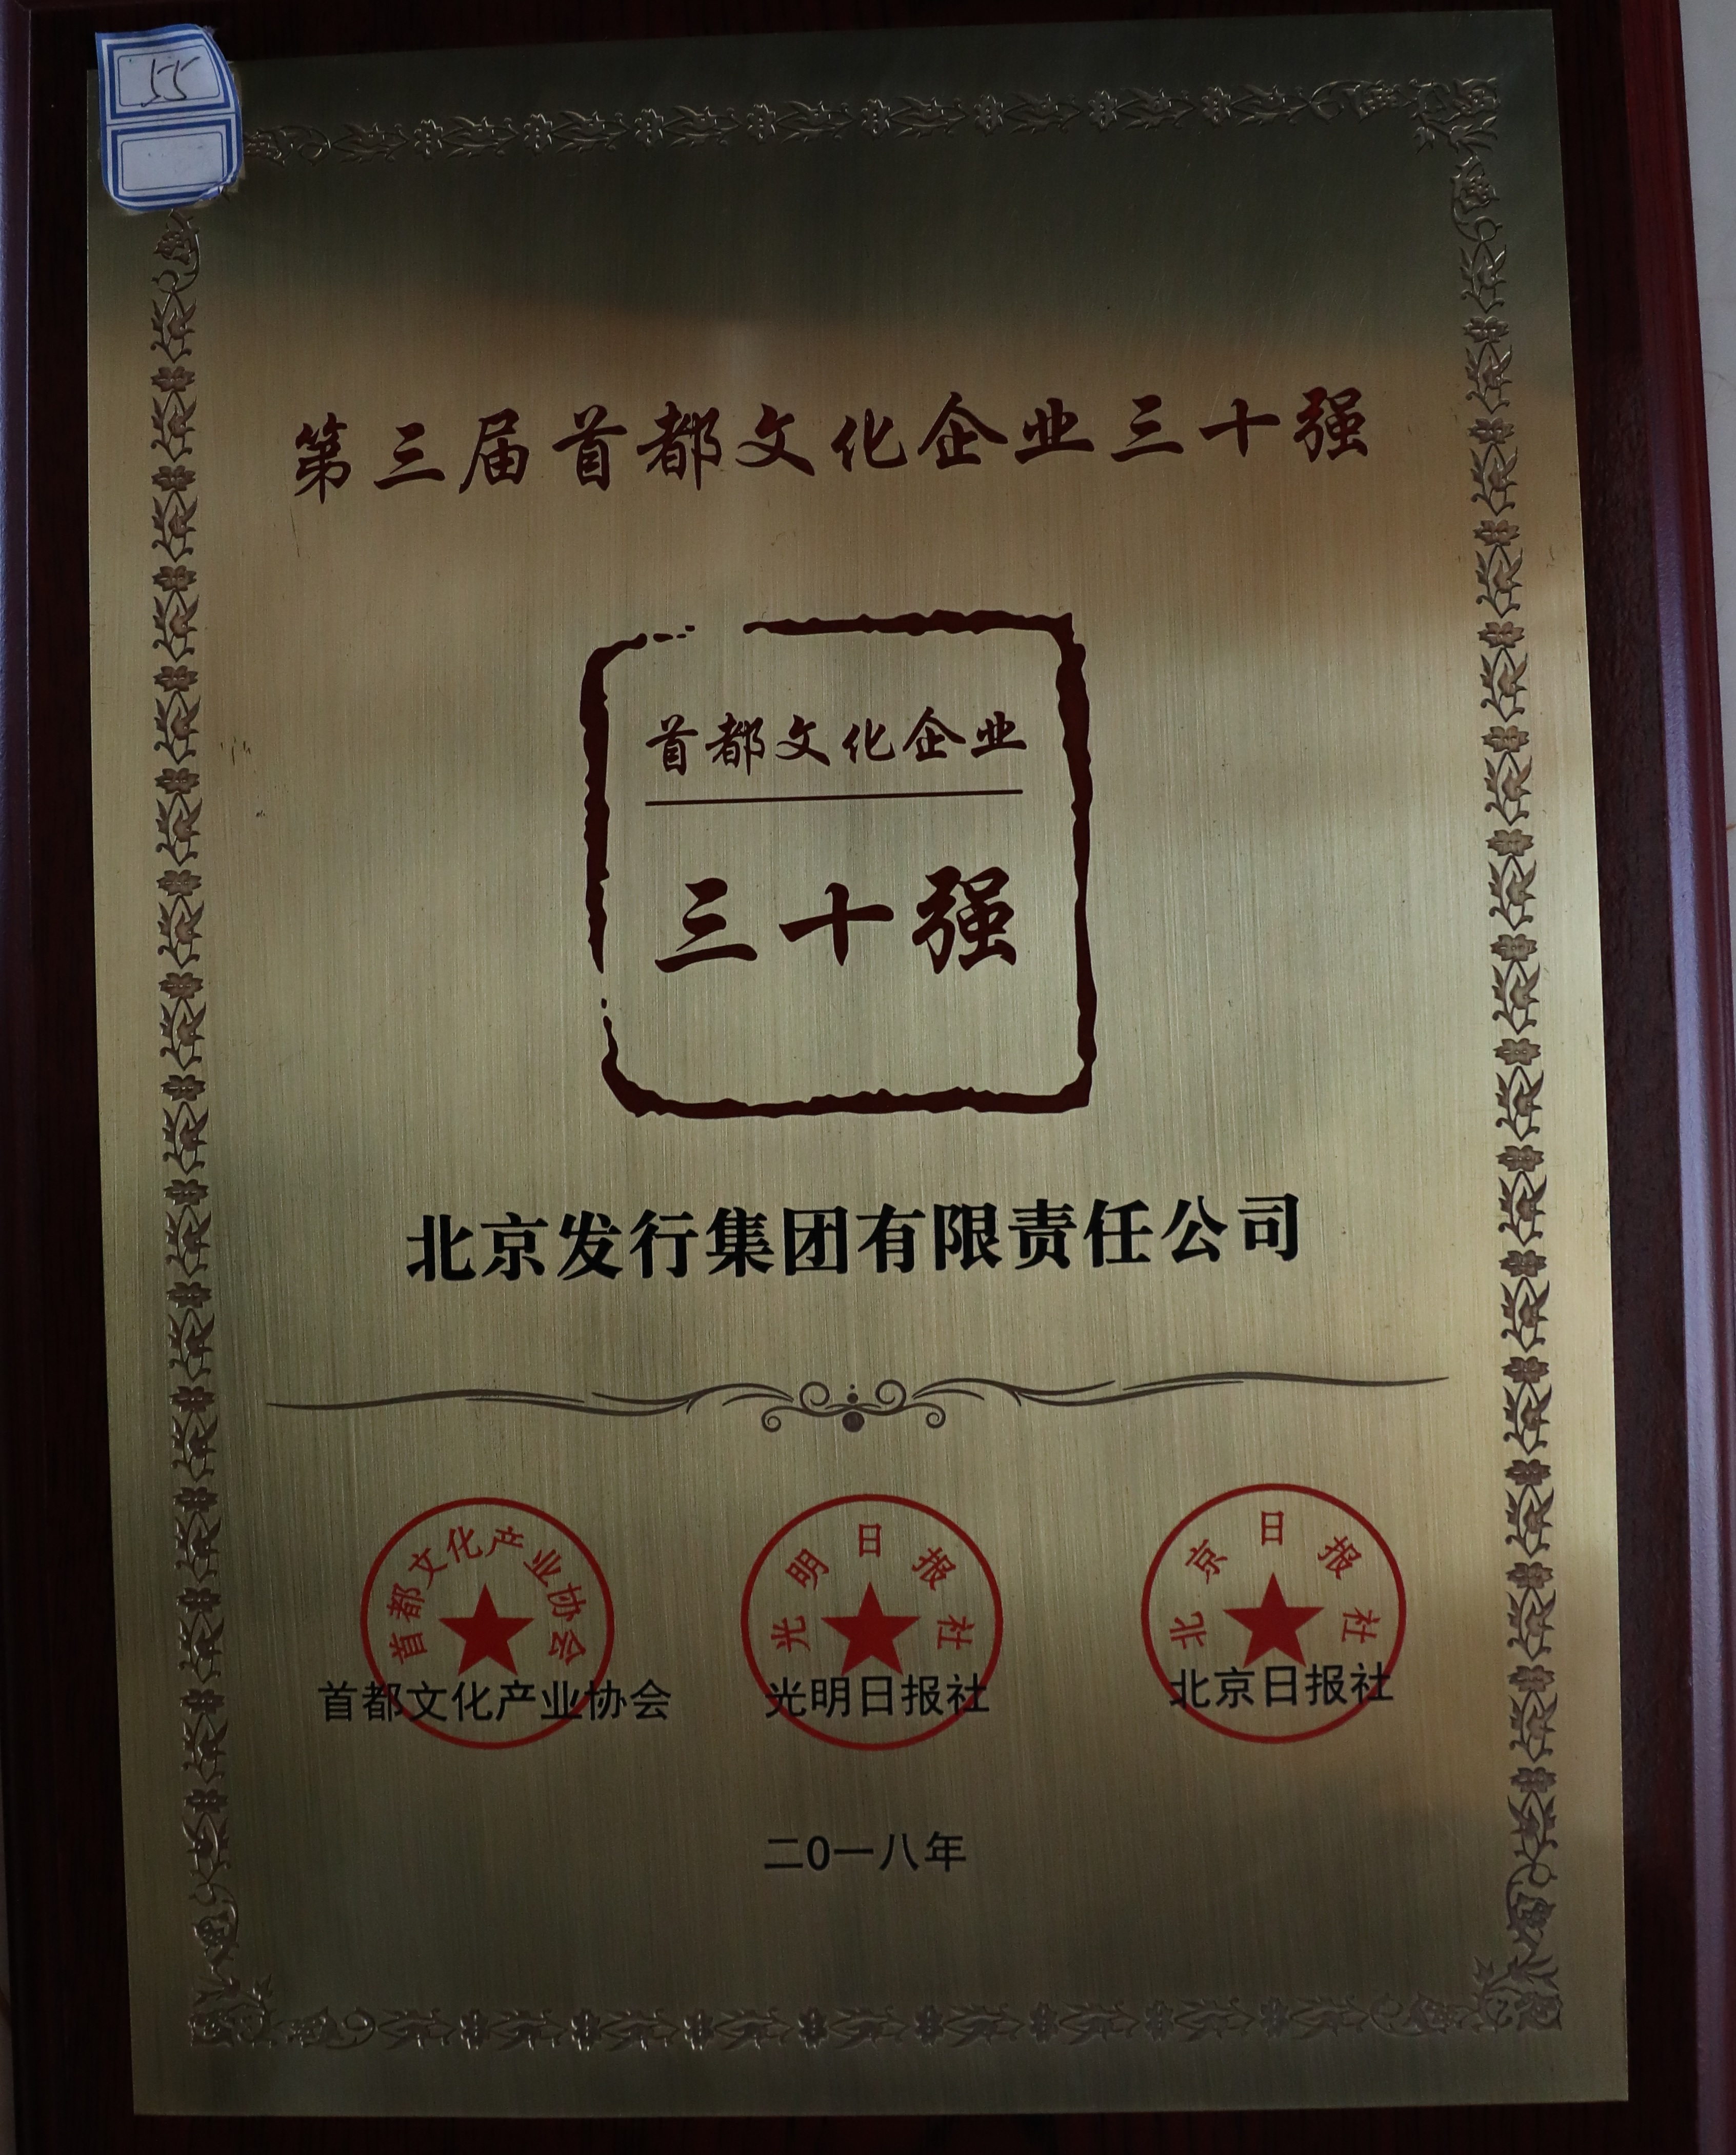 55
第三届首都文化企业三十强
首都文化企业
三十强
北京发行集团有限责任公司
首都文化产业协会
光明日报社
北京日报社
首都文化产业协会 光明日报社 北京日报社
二0一八年